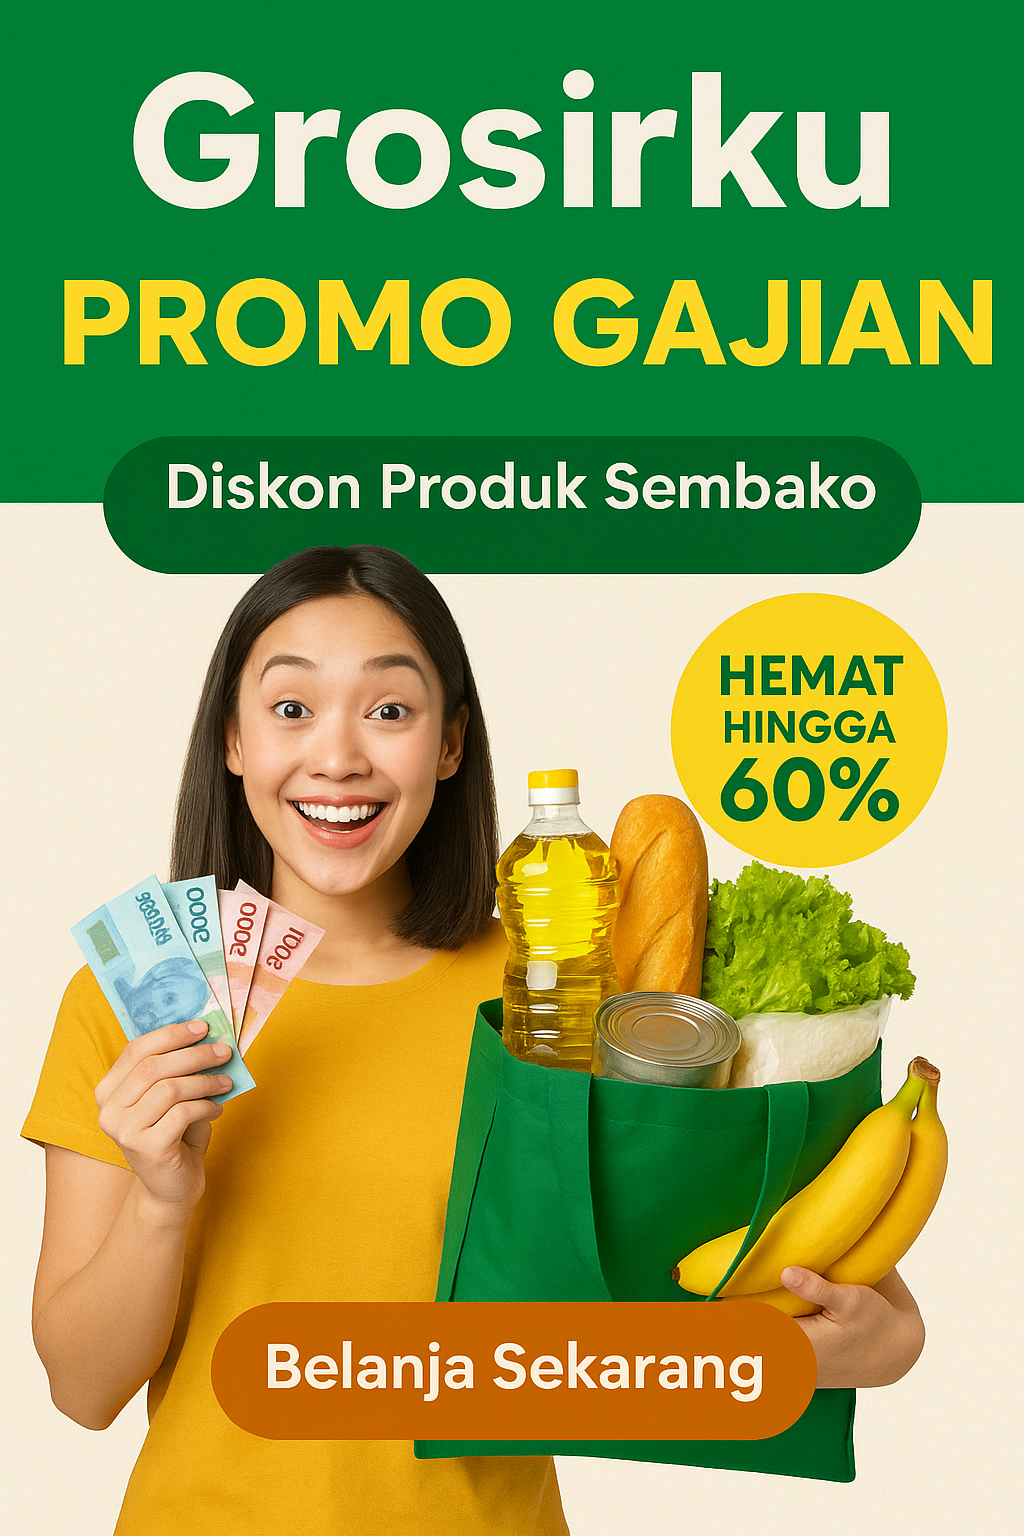 Grosirku
PROMO GAJIAN
Diskon Produk Sembako
HEMAT
HINGGA
60%
Belanja Sekarang